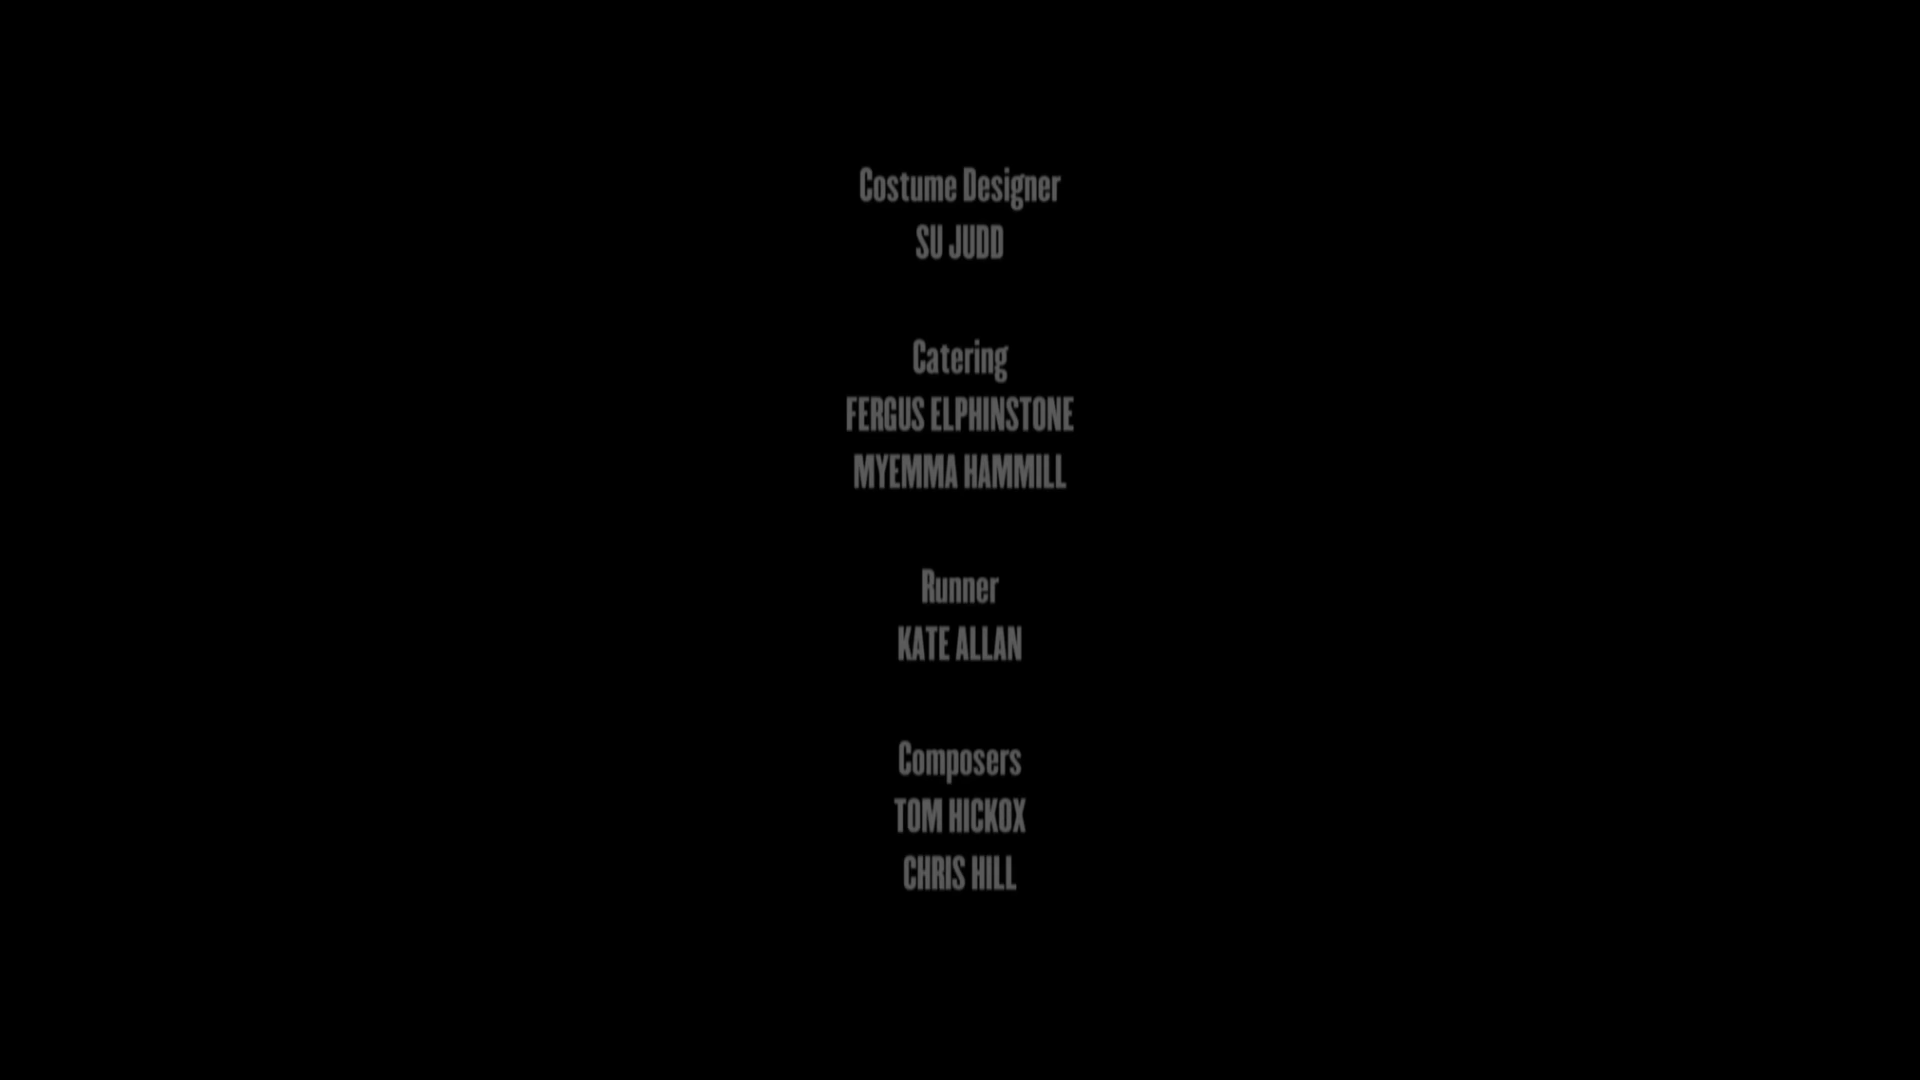 Costume Designer
SU JUDD
Catering
FERGUS ELPHINSTONE
MYEMMA HAMMILL
Runner
KATE ALLAN
Composers
TOM HICKOX
CHRIS HILL